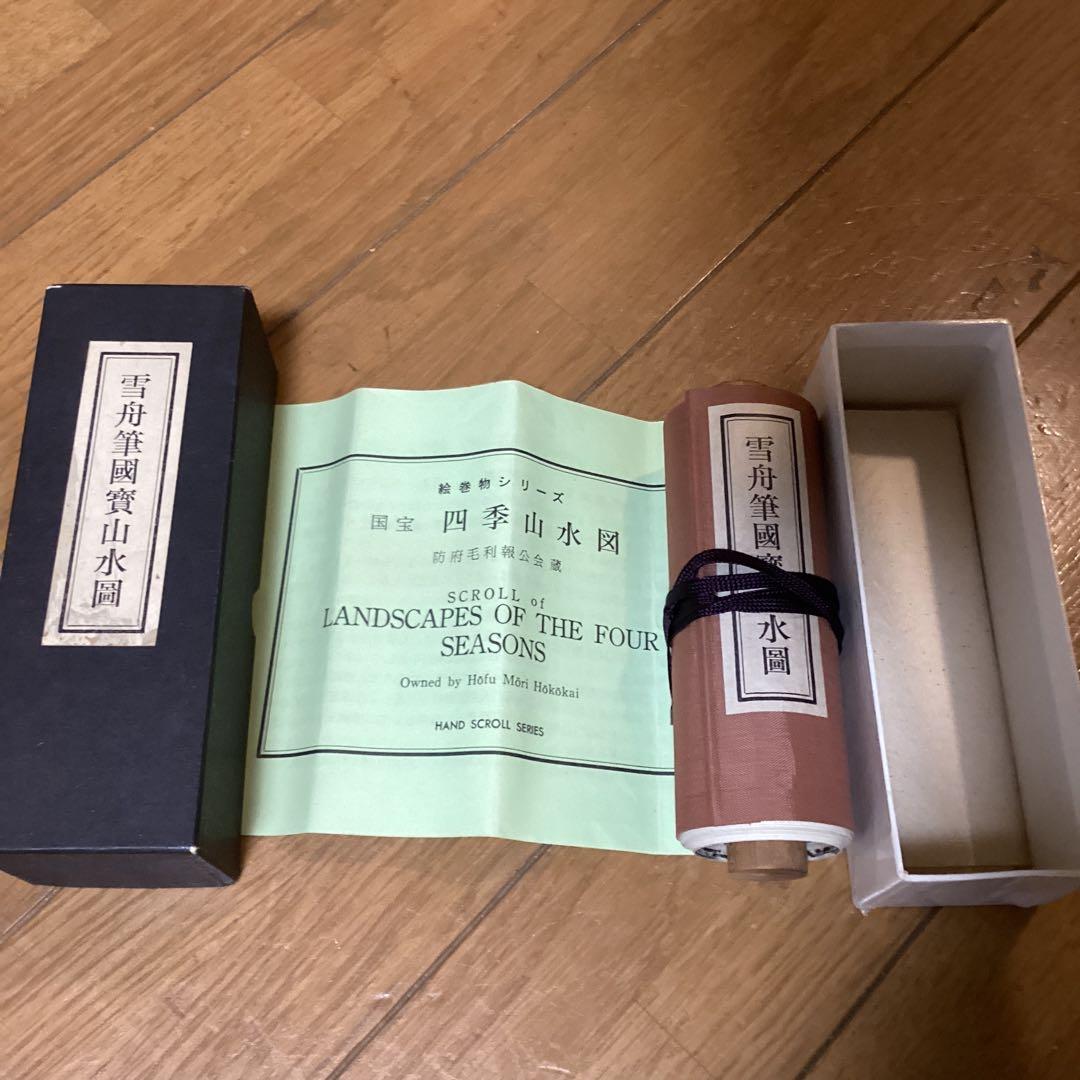 雪舟筆國寶山水圖
絵巻物シリーズ
国宝 四季山水図
防府毛利報公会蔵
SCROLL of
LANDSCAPES OF THE FOUR
SEASONS
Owned by Hōfu Mōri Hōkōkai
HAND SCROLL SERIES
雪舟筆國寶水圖